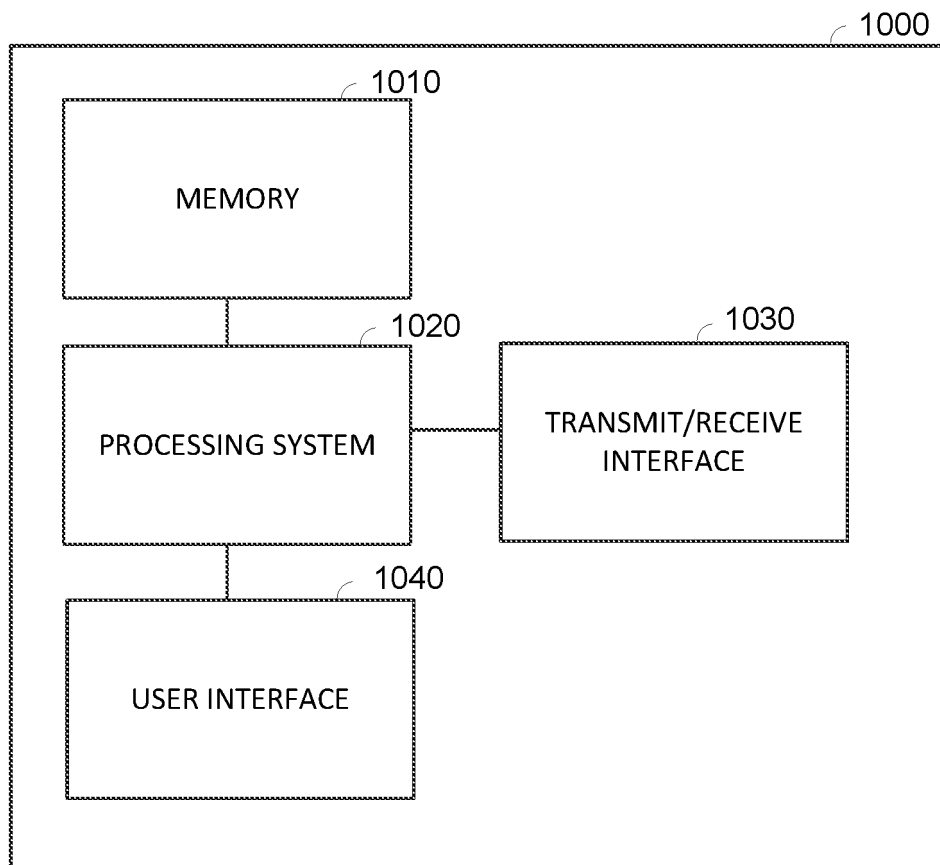 1000
1010
MEMORY
1020
1030
PROCESSING SYSTEM
TRANSMIT/RECEIVE
INTERFACE
1040
USER INTERFACE